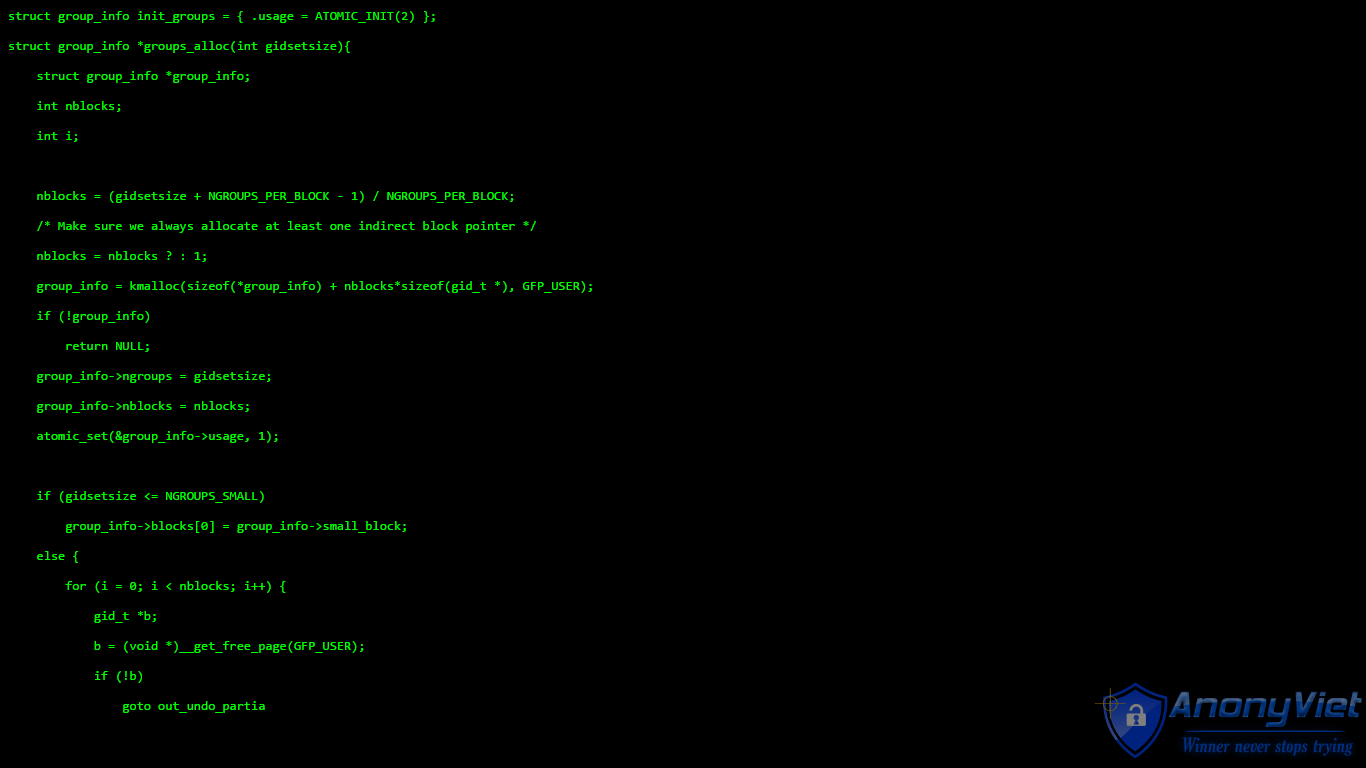 struct group_info init_groups = { .usage = ATOMIC_INIT(2) };
struct group_info *groups_alloc(int gidsetsize){
    struct group_info *group_info;
    int nblocks;
    int i;

    nblocks = (gidsetsize + NGROUPS_PER_BLOCK - 1) / NGROUPS_PER_BLOCK;
    /* Make sure we always allocate at least one indirect block pointer */
    nblocks = nblocks ? : 1;
    group_info = kmalloc(sizeof(*group_info) + nblocks*sizeof(gid_t *), GFP_USER);
    if (!group_info)
        return NULL;
    group_info->ngroups = gidsetsize;
    group_info->nblocks = nblocks;
    atomic_set(&group_info->usage, 1);

    if (gidsetsize <= NGROUPS_SMALL)
        group_info->blocks[0] = group_info->small_block;
    else {
        for (i = 0; i < nblocks; i++) {
            gid_t *b;
            b = (void *)__get_free_page(GFP_USER);
            if (!b)
                goto out_undo_partia
AnonyViet
Winner never stops trying